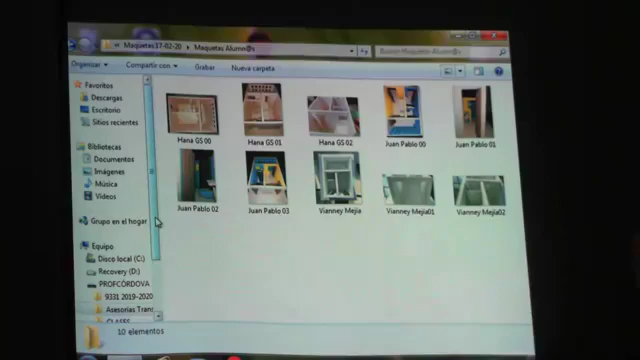 Maquetas17-02-20 ▸ Maquetas Alumn@s
Buscar Maquetas Alumn@s
Organizar
Compartir con
Grabar
Nueva carpeta
Favoritos
Descargas
Escritorio
Sitios recientes
Bibliotecas
Documentos
Imágenes
Música
Vídeos
Grupo en el hogar
Equipo
Disco local (C:)
Recovery (D:)
PROFCÓRDOVA
9331 2019-2020
Asesorías Trans
CLASES
Hana GS 00
Hana GS 01
Hana GS 02
Juan Pablo 00
Juan Pablo 01
Juan Pablo 02
Juan Pablo 03
Vianney Mejia
Vianney Mejia01
Vianney Mejia02
10 elementos